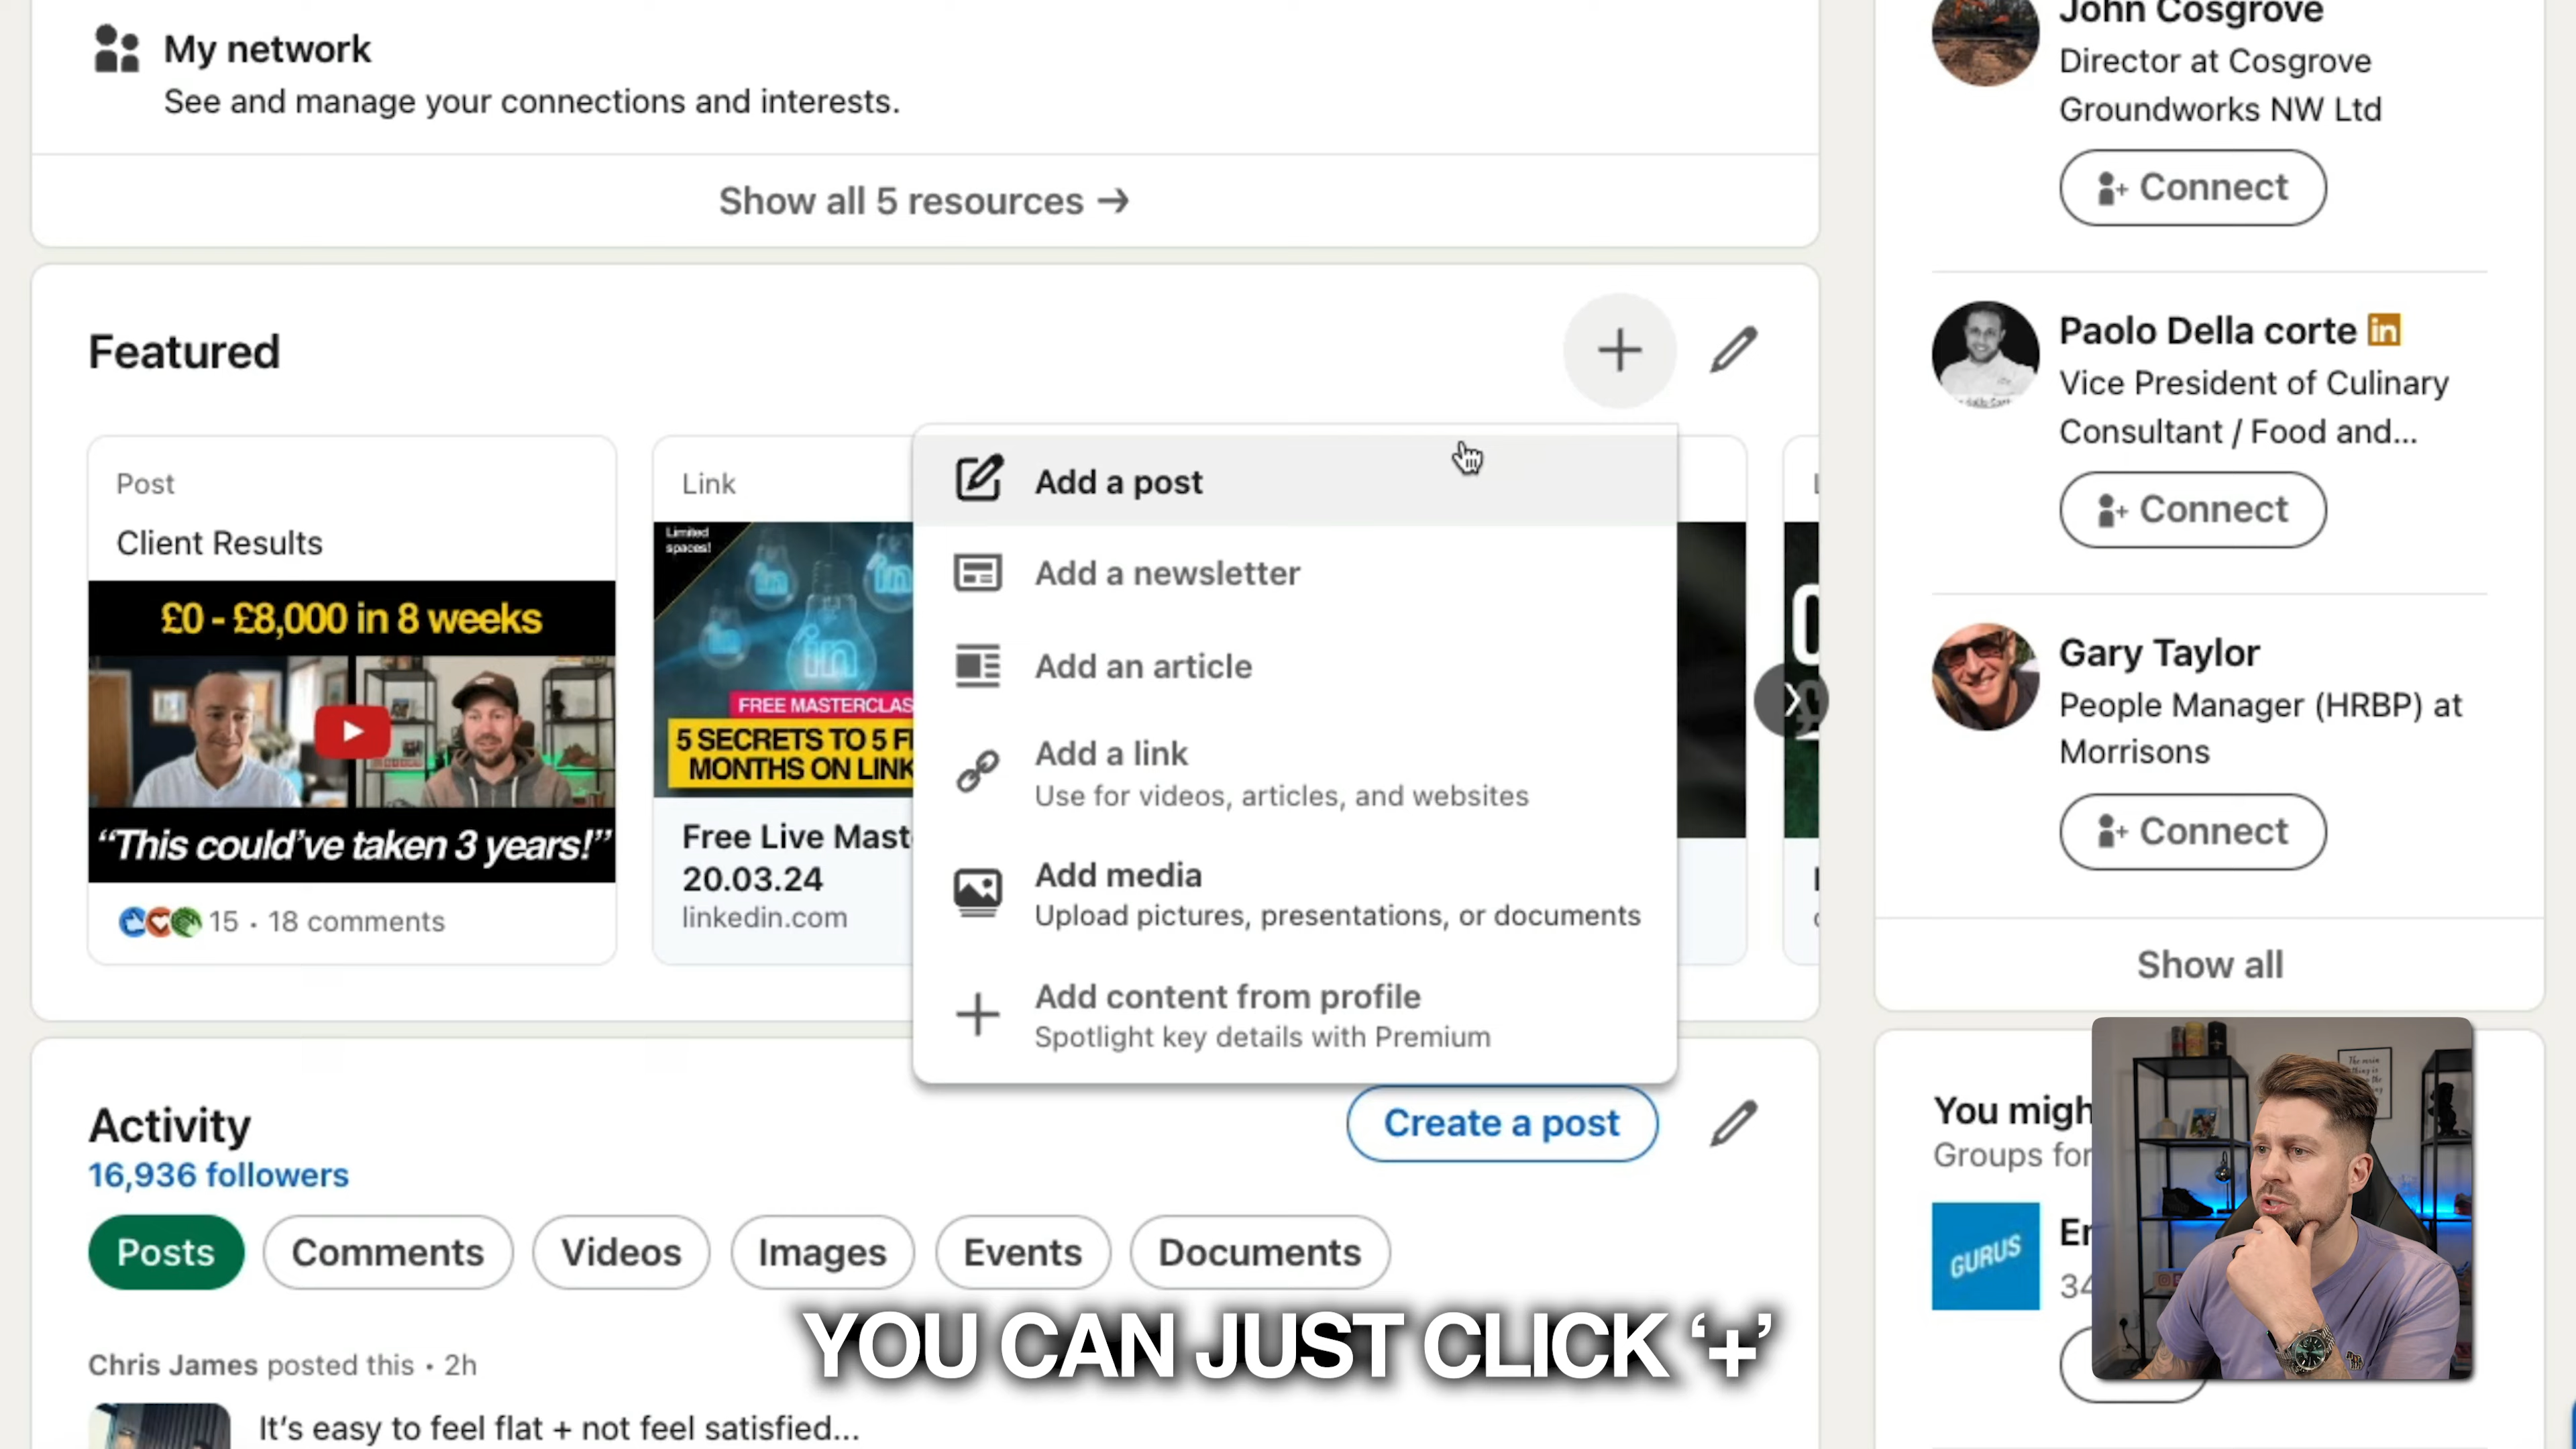 My network
See and manage your connections and interests.
Show all 5 resources →
Featured
Post
Client Results
£0 - £8,000 in 8 weeks
“This could’ve taken 3 years!”
15 · 18 comments
Link
Limited
spaces!
FREE MASTERCLAS
5 SECRETS TO 5 FI
MONTHS ON LINK
Free Live Mast
20.03.24
linkedin.com
Add a post
Add a newsletter
Add an article
Add a link
Use for videos, articles, and websites
Add media
Upload pictures, presentations, or documents
Add content from profile
Spotlight key details with Premium
Activity
16,936 followers
Create a post
Posts
Comments
Videos
Images
Events
Documents
Chris James posted this • 2h
It’s easy to feel flat + not feel satisfied...
YOU CAN JUST CLICK ‘+’
John Cosgrove
Director at Cosgrove
Groundworks NW Ltd
Connect
Paolo Della corte in
Vice President of Culinary
Consultant / Food and...
Connect
Gary Taylor
People Manager (HRBP) at
Morrisons
Connect
Show all
You migh
Groups for
GURUS
34